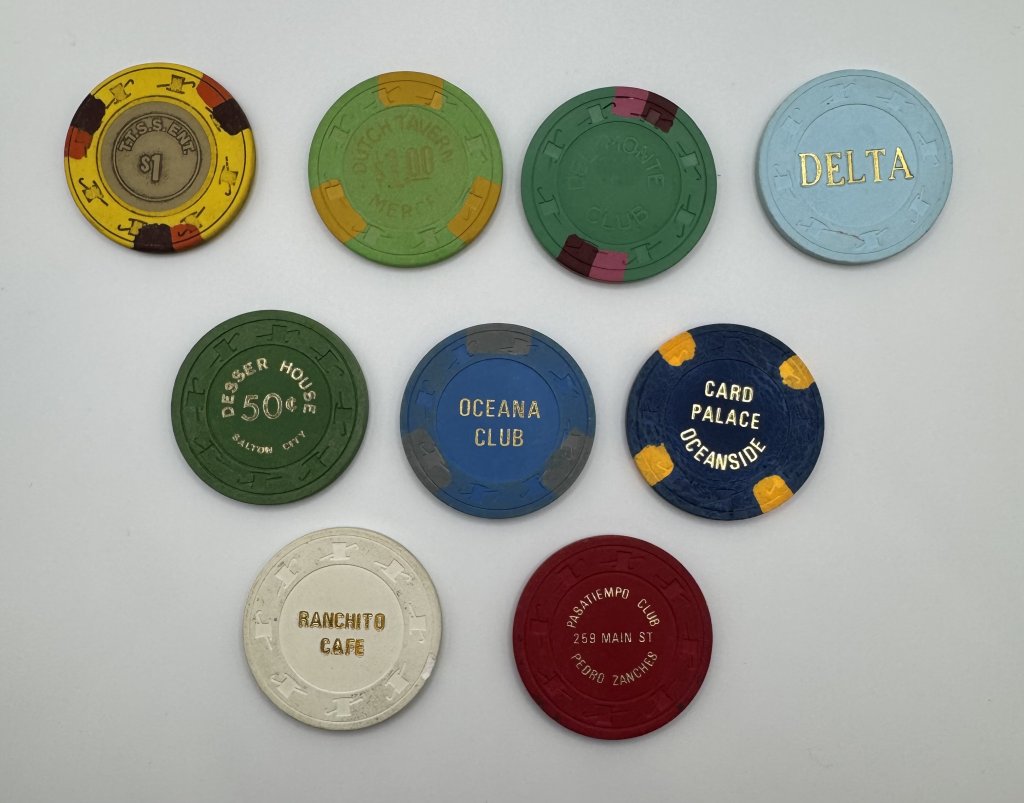 T.T.S.S. ENT.
$1
DUTCH TAVERN
$1.00
CLUB
DELTA
DESSER HOUSE
50¢
SALTON CITY
OCEANA
CLUB
CARD
PALACE
OCEANSIDE
RANCHITO
CAFE
PASATIEMPO CLUB
259 MAIN ST
PEDRO ZANCHES